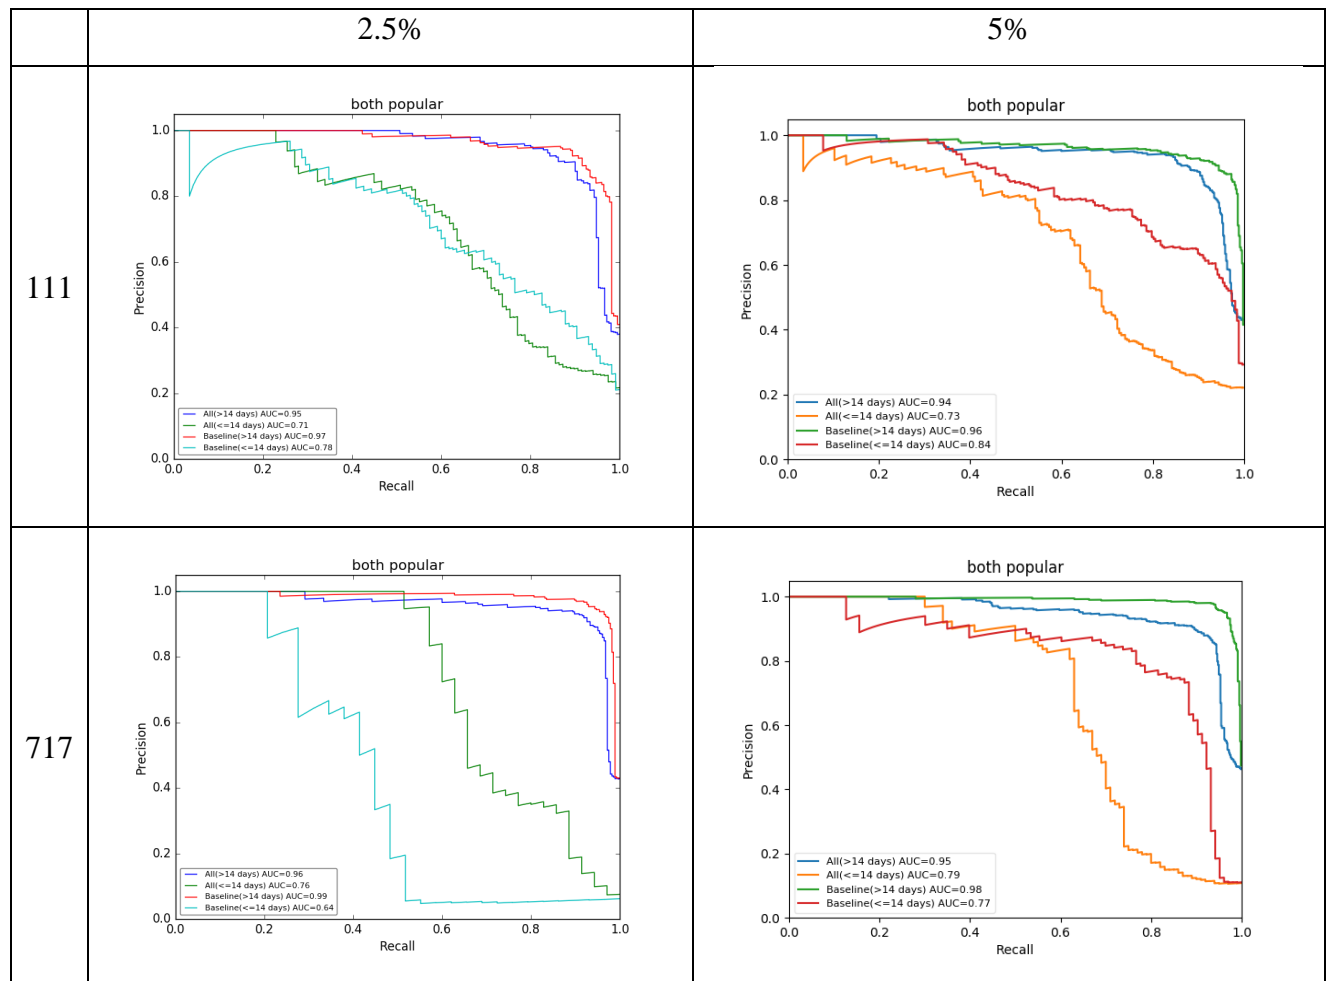 2.5%
5%
111
both popular
1.0
0.8
0.6
0.4
0.2
0.0
Precision
All(>14 days) AUC=0.95
All(<=14 days) AUC=0.71
Baseline(>14 days) AUC=0.97
Baseline(<=14 days) AUC=0.78
0.0 0.2 0.4 0.6 0.8 1.0
Recall
both popular
1.0
0.8
0.6
0.4
0.2
0.0
Precision
All(>14 days) AUC=0.94
All(<=14 days) AUC=0.73
Baseline(>14 days) AUC=0.96
Baseline(<=14 days) AUC=0.84
0.0 0.2 0.4 0.6 0.8 1.0
Recall
717
both popular
1.0
0.8
0.6
0.4
0.2
0.0
Precision
All(>14 days) AUC=0.96
All(<=14 days) AUC=0.76
Baseline(>14 days) AUC=0.99
Baseline(<=14 days) AUC=0.64
0.0 0.2 0.4 0.6 0.8 1.0
Recall
both popular
1.0
0.8
0.6
0.4
0.2
0.0
Precision
All(>14 days) AUC=0.95
All(<=14 days) AUC=0.79
Baseline(>14 days) AUC=0.98
Baseline(<=14 days) AUC=0.77
0.0 0.2 0.4 0.6 0.8 1.0
Recall